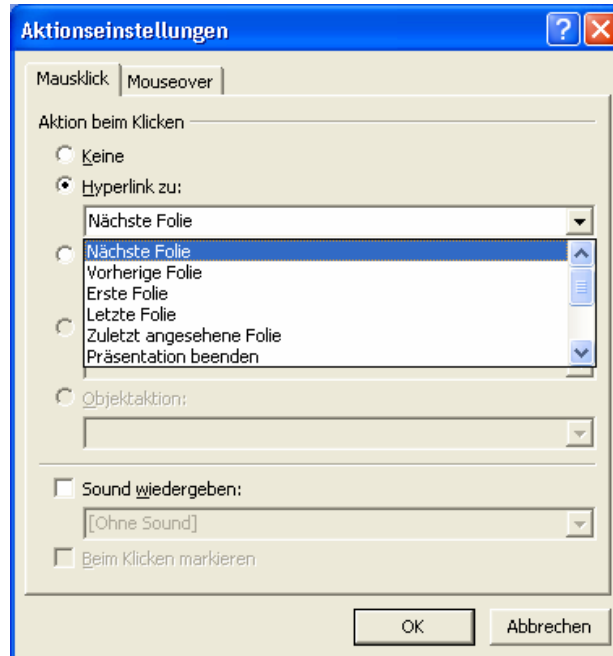 Aktionseinstellungen
Mausklick Mouseover
Aktion beim Klicken
Keine
Hyperlink zu:
Nächste Folie
Nächste Folie
Vorherige Folie
Erste Folie
Letzte Folie
Zuletzt angesehene Folie
Präsentation beenden
Objektaktion:
Sound wiedergeben:
[Ohne Sound]
Beim Klicken markieren
OK Abbrechen